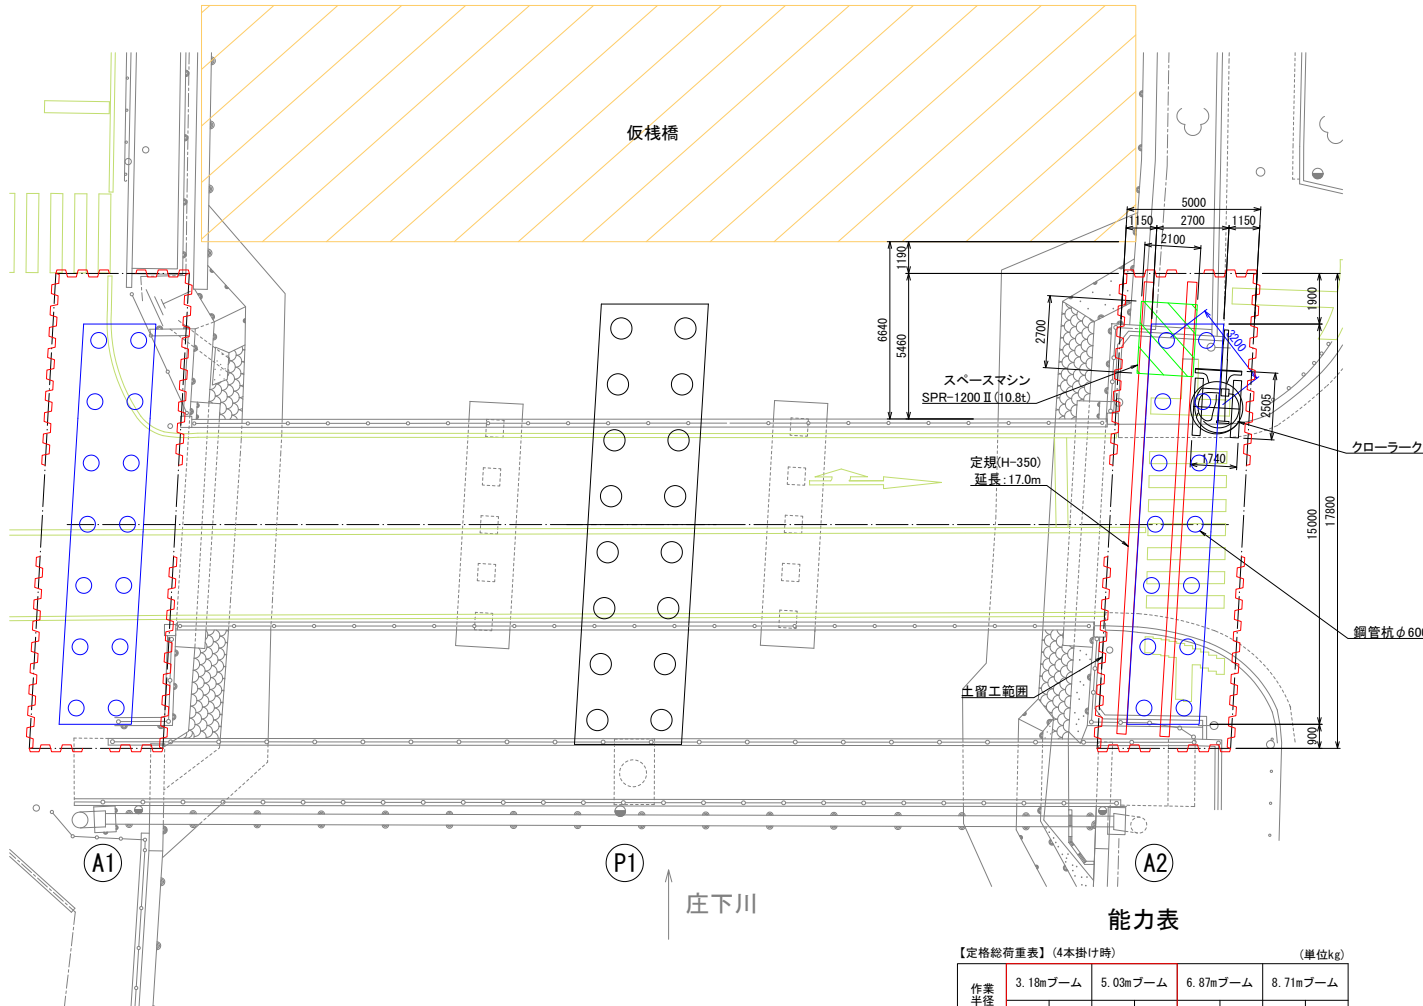 仮桟橋
5000
1150
2700
1150
2100
1190
6640
5460
2700
3200
1900
2505
スペースマシン
SPR-1200Ⅱ(10.8t)
クローラーク
1740
定規(H-350)
延長:17.0m
15000
17800
鋼管杭φ600
土留工範囲
900
A1
P1
A2
庄下川
能力表
【定格総荷重表】(4本掛け時)
(単位kg)
作業
半径
3.18mブーム
5.03mブーム
6.87mブーム
8.71mブーム